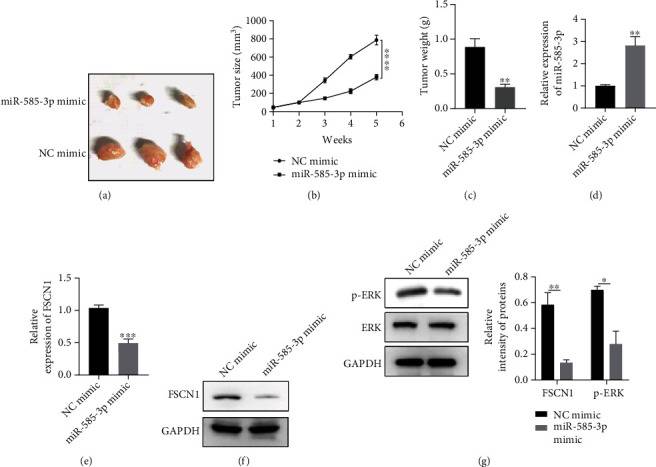 miR-585-3p mimic
NC mimic
(a)
Tumor size (mm³)
1000
800
600
400
200
0
1 2 3 4 5 6
Weeks
****
NC mimic
miR-585-3p mimic
(b)
Tumor weight (g)
1.5
1.0
0.5
0.0
**
NC mimic
miR-585-3p mimic
(c)
Relative expression
of miR-585-3p
4
3
2
1
0
**
NC mimic
miR-585-3p mimic
(d)
Relative
expression of FSCN1
1.5
1.0
0.5
0.0
***
NC mimic
miR-585-3p mimic
(e)
NC mimic
miR-585-3p mimic
FSCN1
GAPDH
(f)
NC mimic
miR-585-3p mimic
p-ERK
ERK
GAPDH
Relative
intensity of proteins
0.8
0.6
0.4
0.2
0.0
**
*
FSCN1
p-ERK
NC mimic
miR-585-3p
mimic
(g)